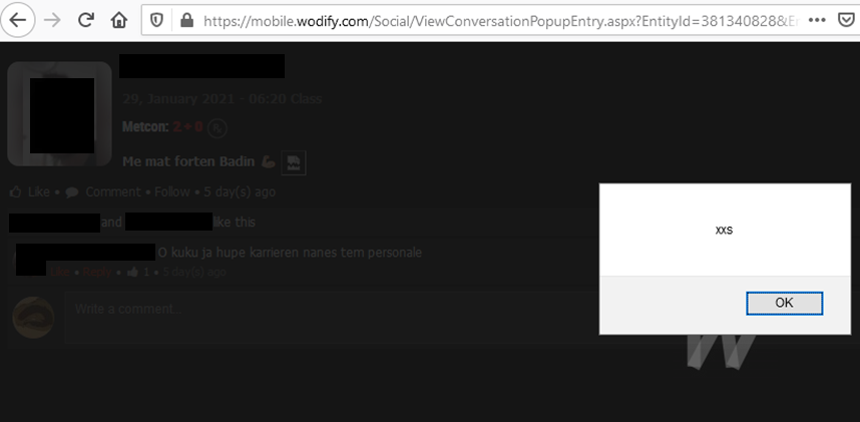 https://mobile.wodify.com/Social/ViewConversationPopupEntry.aspx?EntityId=381340828&E
29, January 2021 - 06:20 Class
Metcon: 2 + 0
Me mat forten Badin 💪
Like • Comment • Follow • 5 day(s) ago
and like this
O kuku ja hupe karrieren nanes tem personale
Like • Reply • 1 • 5 day(s) ago
Write a comment...
xxs
OK
W